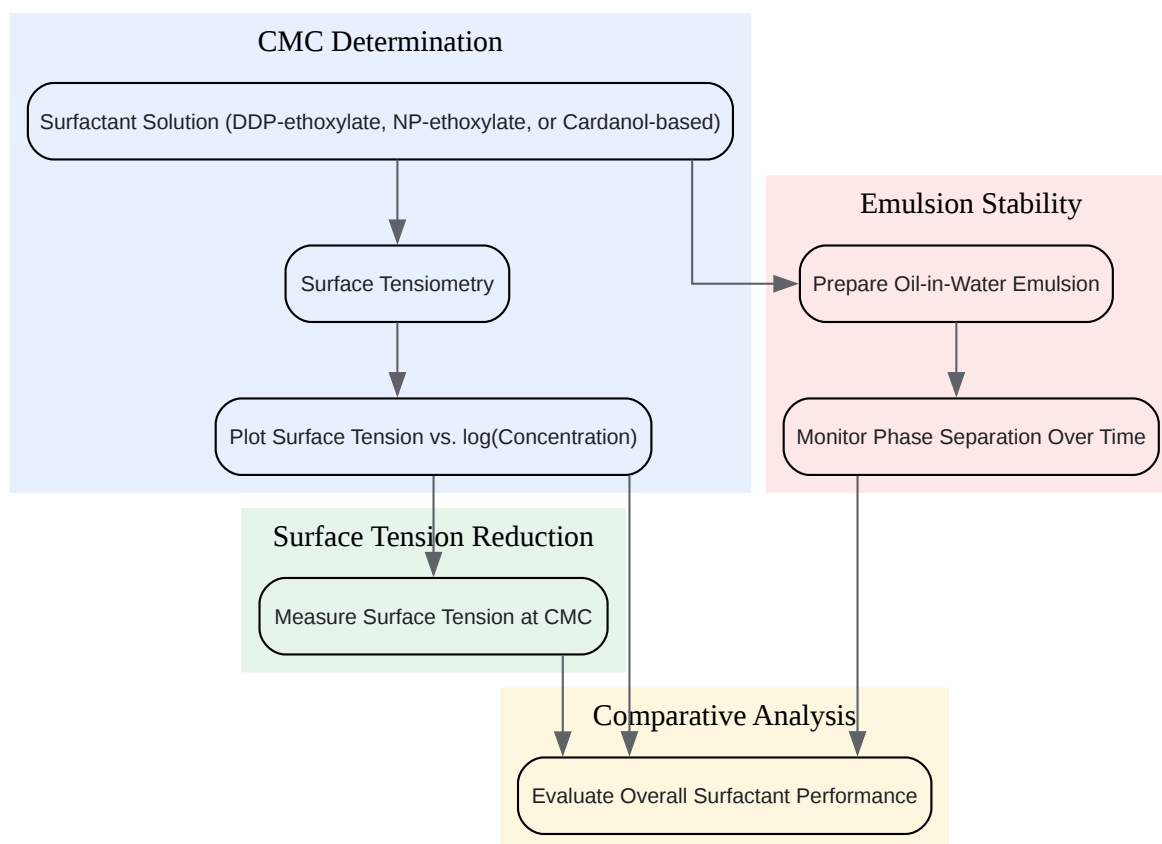 CMC Determination
Surfactant Solution (DDP-ethoxylate, NP-ethoxylate, or Cardanol-based)
Surface Tensiometry
Plot Surface Tension vs. log(Concentration)
Emulsion Stability
Prepare Oil-in-Water Emulsion
Monitor Phase Separation Over Time
Surface Tension Reduction
Measure Surface Tension at CMC
Comparative Analysis
Evaluate Overall Surfactant Performance